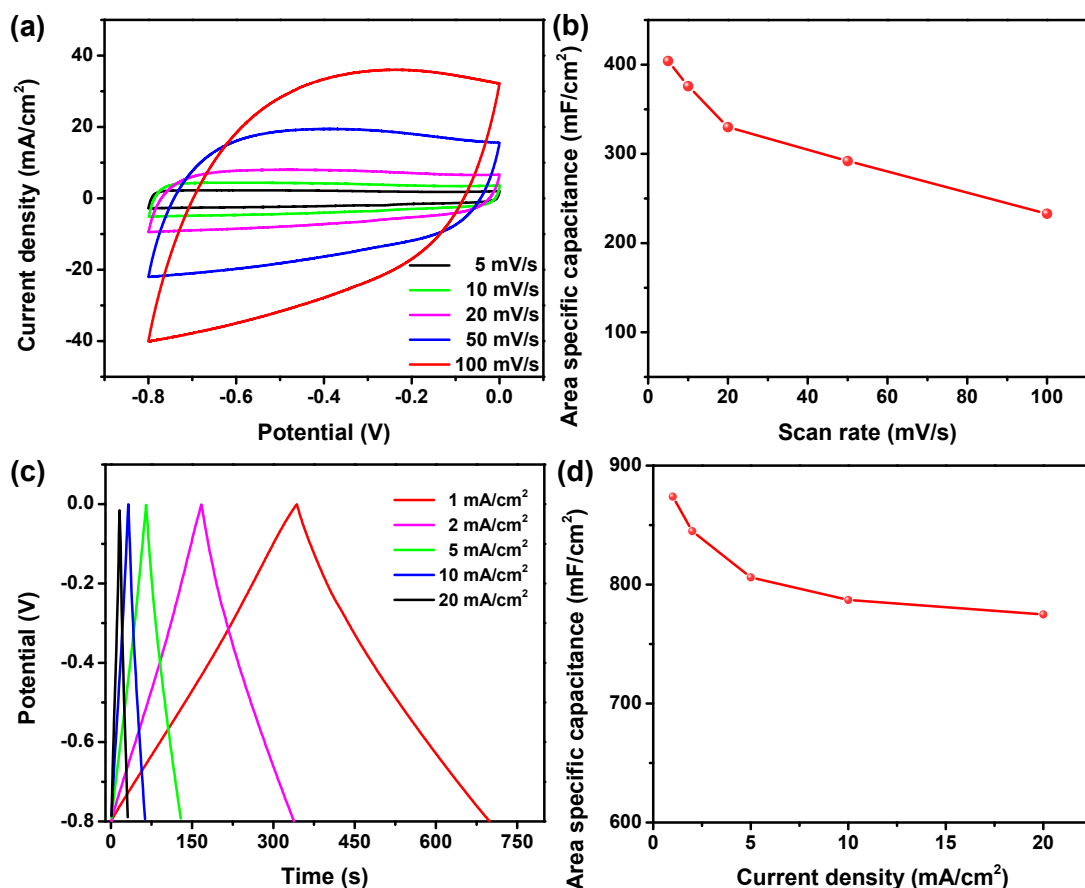 (a)
Current density (mA/cm²)
40
20
0
-20
-40
-0.8
-0.6
-0.4
-0.2
0.0
Potential (V)
5 mV/s
10 mV/s
20 mV/s
50 mV/s
100 mV/s
(b)
Area specific capacitance (mF/cm²)
400
300
200
100
0
20
40
60
80
100
Scan rate (mV/s)
(c)
Potential (V)
0.0
-0.2
-0.4
-0.6
-0.8
0
150
300
450
600
750
Time (s)
1 mA/cm²
2 mA/cm²
5 mA/cm²
10 mA/cm²
20 mA/cm²
(d)
Area specific capacitance (mF/cm²)
900
800
700
600
0
5
10
15
20
Current density (mA/cm²)